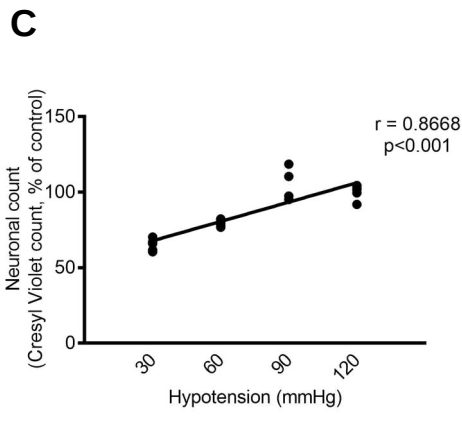 C
r = 0.8668
p<0.001
Neuronal count
(Cresyl Violet count, % of control)
150
100
50
0
30
60
90
120
Hypotension (mmHg)